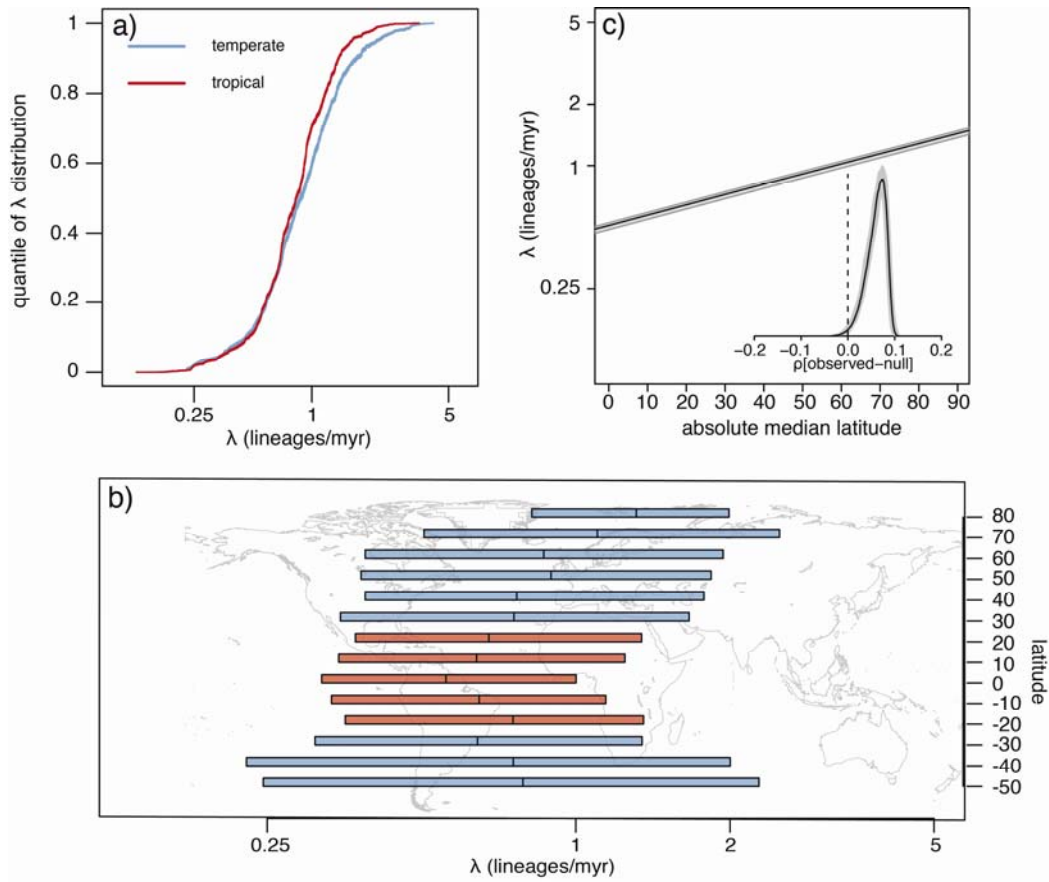 a)
temperate
tropical
1
0.8
0.6
0.4
0.2
0
quantile of λ distribution
0.25 1 5
λ (lineages/myr)
c)
5
2
1
0.25
λ (lineages/myr)
-0.2 -0.1 0.0 0.1 0.2
ρ[observed-null]
0 10 20 30 40 50 60 70 80 90
absolute median latitude
b)
80
70
60
50
40
30
20
10
0
-10
-20
-30
-40
-50
latitude
0.25 1 2 5
λ (lineages/myr)